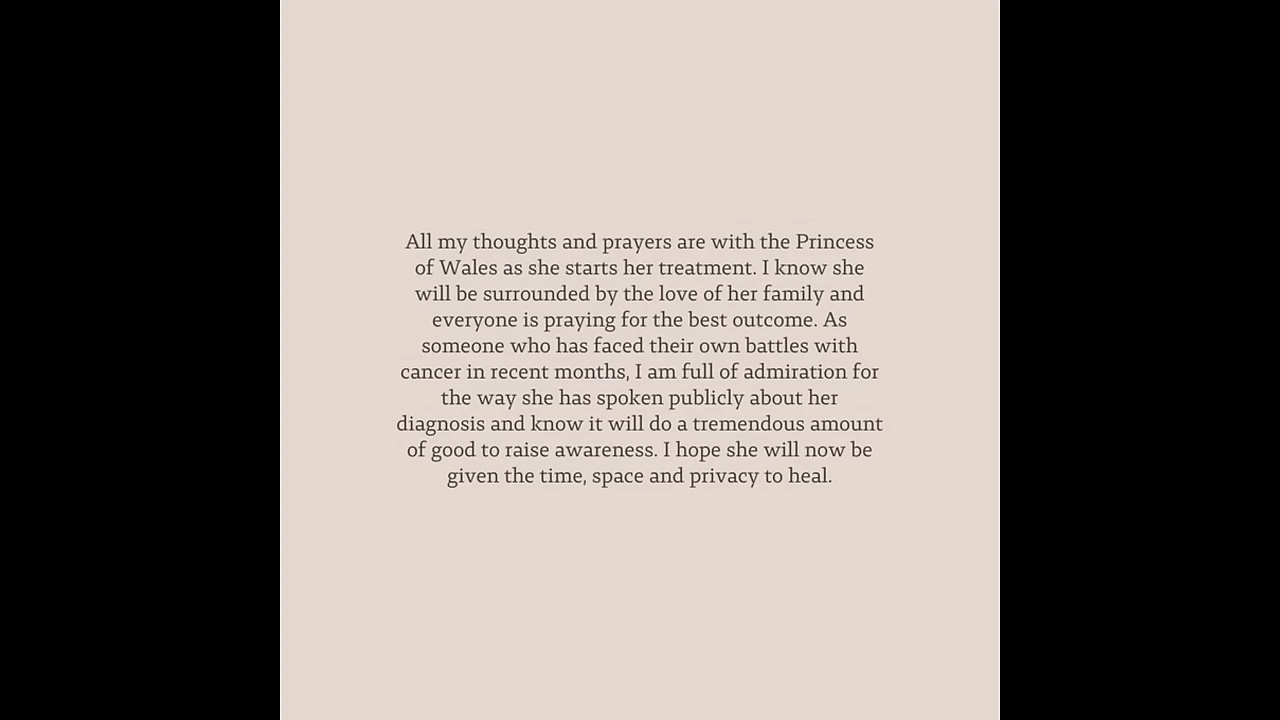 All my thoughts and prayers are with the Princess
of Wales as she starts her treatment. I know she
will be surrounded by the love of her family and
everyone is praying for the best outcome. As
someone who has faced their own battles with
cancer in recent months, I am full of admiration for
the way she has spoken publicly about her
diagnosis and know it will do a tremendous amount
of good to raise awareness. I hope she will now be
given the time, space and privacy to heal.